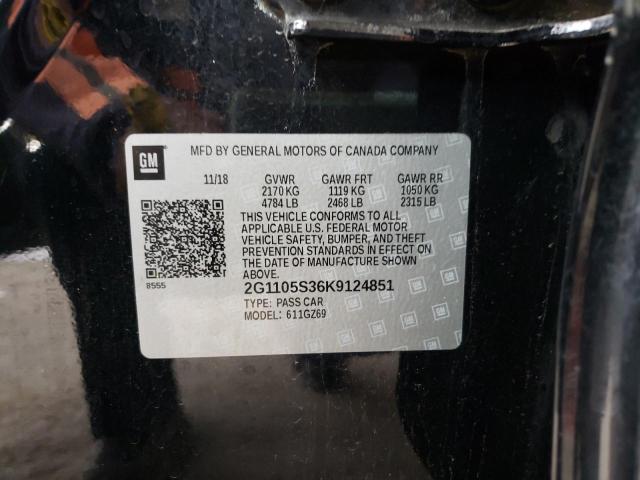 GM
MFD BY GENERAL MOTORS OF CANADA COMPANY
11/18 GVWR GAWR FRT GAWR RR
2170 KG 1119 KG 1050 KG
4784 LB 2468 LB 2315 LB
THIS VEHICLE CONFORMS TO ALL
APPLICABLE U.S. FEDERAL MOTOR
VEHICLE SAFETY, BUMPER, AND THEFT
PREVENTION STANDARDS IN EFFECT ON
THE DATE OF MANUFACTURE SHOWN
ABOVE.
8555
2G1105S36K9124851
TYPE: PASS CAR
MODEL: 611GZ69